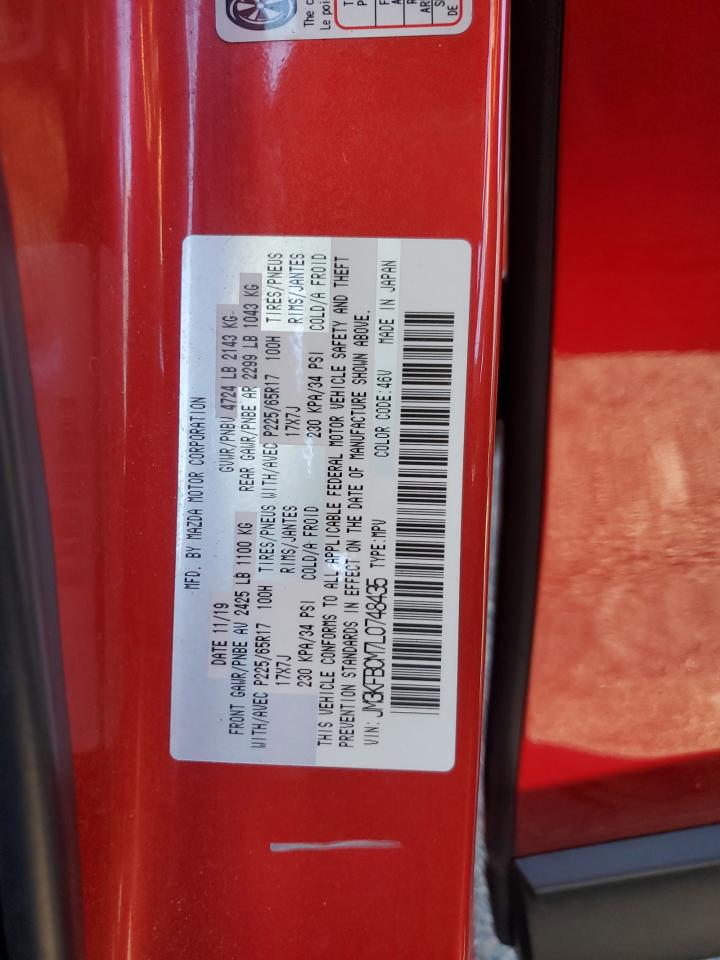 MFD. BY MAZDA MOTOR CORPORATION
DATE 11/19 GVWR/PNBV 4724 LB 2143 KG
FRONT GAWR/PNBE AV 2425 LB 1100 KG REAR GAWR/PNBE AR 2299 LB 1043 KG
WITH/AVEC P225/65R17 100H TIRES/PNEUS WITH/AVEC P225/65R17 100H TIRES/PNEUS
17X7J RIMS/JANTES 17X7J RIMS/JANTES
230 KPA/34 PSI COLD/A FROID 230 KPA/34 PSI COLD/A FROID
THIS VEHICLE CONFORMS TO ALL APPLICABLE FEDERAL MOTOR VEHICLE SAFETY AND THEFT
PREVENTION STANDARDS IN EFFECT ON THE DATE OF MANUFACTURE SHOWN ABOVE.
VIN: JM3KFBCM7L0748435 TYPE:MPV COLOR CODE:46V MADE IN JAPAN
The c
Le poi